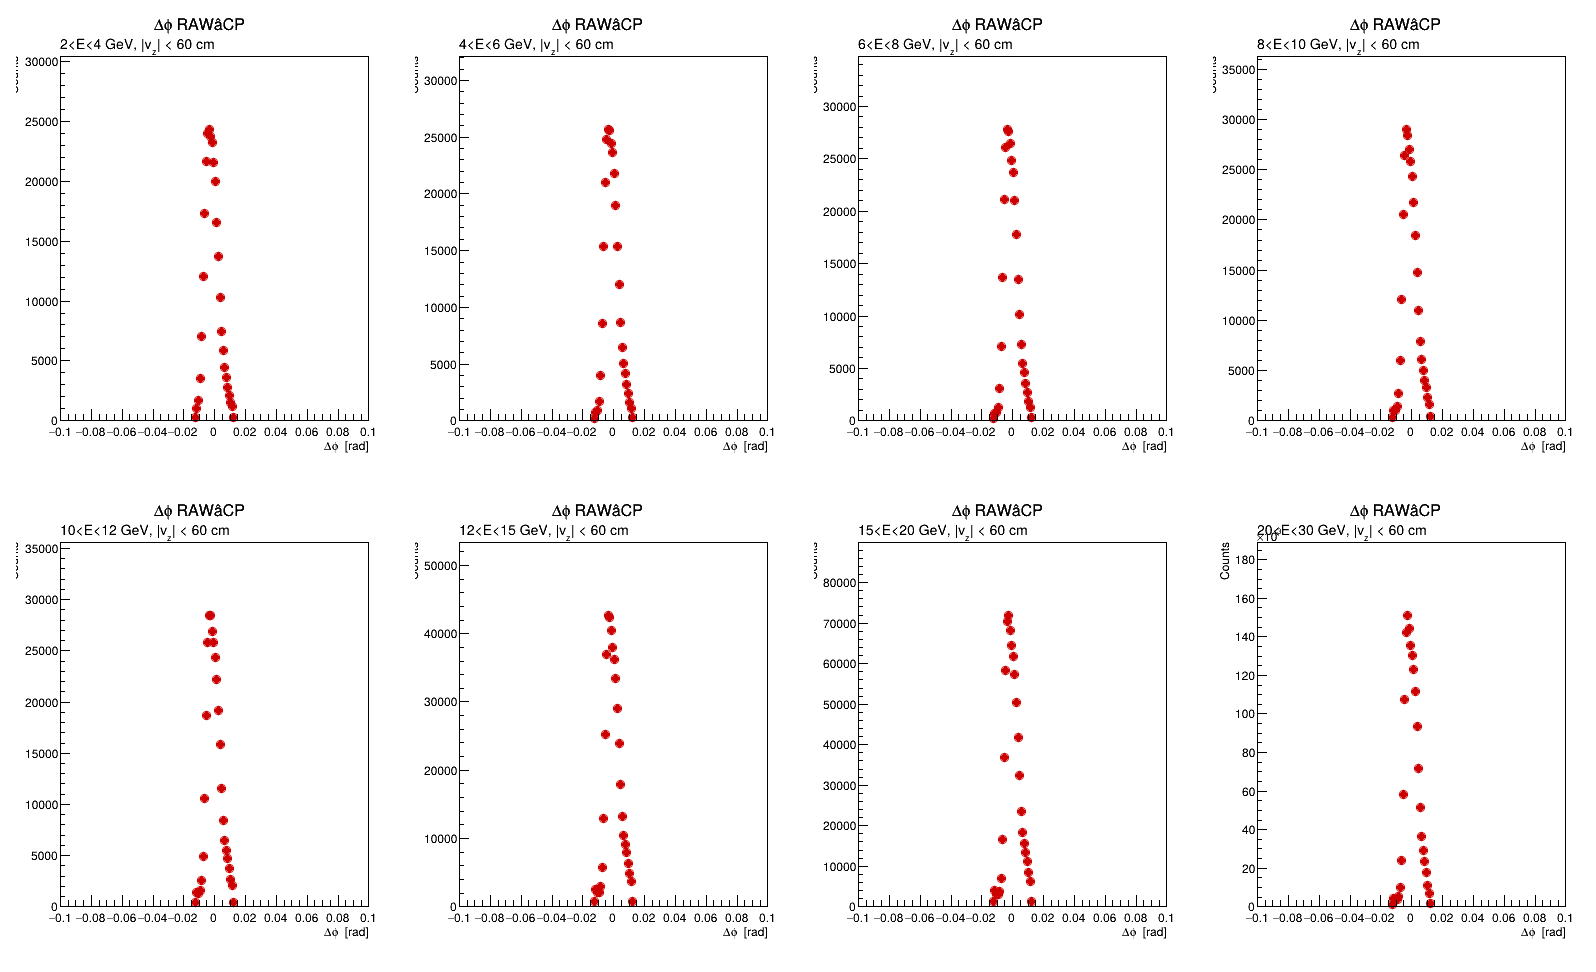 Δϕ RAWâCP
2<E<4 GeV, |v_z| < 60 cm
Counts
30000
25000
20000
15000
10000
5000
0
−0.1 −0.08 −0.06 −0.04 −0.02 0 0.02 0.04 0.06 0.08 0.1
Δϕ [rad]
Δϕ RAWâCP
4<E<6 GeV, |v_z| < 60 cm
Counts
30000
25000
20000
15000
10000
5000
0
−0.1 −0.08 −0.06 −0.04 −0.02 0 0.02 0.04 0.06 0.08 0.1
Δϕ [rad]
Δϕ RAWâCP
6<E<8 GeV, |v_z| < 60 cm
Counts
30000
25000
20000
15000
10000
5000
0
−0.1 −0.08 −0.06 −0.04 −0.02 0 0.02 0.04 0.06 0.08 0.1
Δϕ [rad]
Δϕ RAWâCP
8<E<10 GeV, |v_z| < 60 cm
Counts
35000
30000
25000
20000
15000
10000
5000
0
−0.1 −0.08 −0.06 −0.04 −0.02 0 0.02 0.04 0.06 0.08 0.1
Δϕ [rad]
Δϕ RAWâCP
10<E<12 GeV, |v_z| < 60 cm
Counts
35000
30000
25000
20000
15000
10000
5000
0
−0.1 −0.08 −0.06 −0.04 −0.02 0 0.02 0.04 0.06 0.08 0.1
Δϕ [rad]
Δϕ RAWâCP
12<E<15 GeV, |v_z| < 60 cm
Counts
50000
40000
30000
20000
10000
0
−0.1 −0.08 −0.06 −0.04 −0.02 0 0.02 0.04 0.06 0.08 0.1
Δϕ [rad]
Δϕ RAWâCP
15<E<20 GeV, |v_z| < 60 cm
Counts
80000
70000
60000
50000
40000
30000
20000
10000
0
−0.1 −0.08 −0.06 −0.04 −0.02 0 0.02 0.04 0.06 0.08 0.1
Δϕ [rad]
Δϕ RAWâCP
20<E<30 GeV, |v_z| < 60 cm
Counts
180
160
140
120
100
80
60
40
20
0
−0.1 −0.08 −0.06 −0.04 −0.02 0 0.02 0.04 0.06 0.08 0.1
Δϕ [rad]